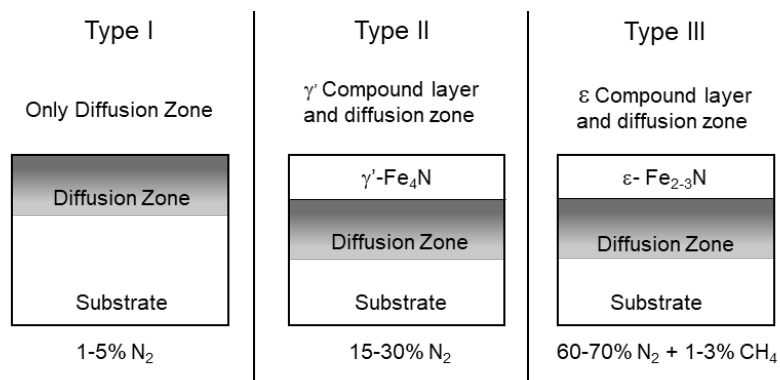 Type I
Only Diffusion Zone
Diffusion Zone
Substrate
1-5% N₂
Type II
γ' Compound layer
and diffusion zone
γ'-Fe₄N
Diffusion Zone
Substrate
15-30% N₂
Type III
ε Compound layer
and diffusion zone
ε- Fe₂₋₃N
Diffusion Zone
Substrate
60-70% N₂ + 1-3% CH₄